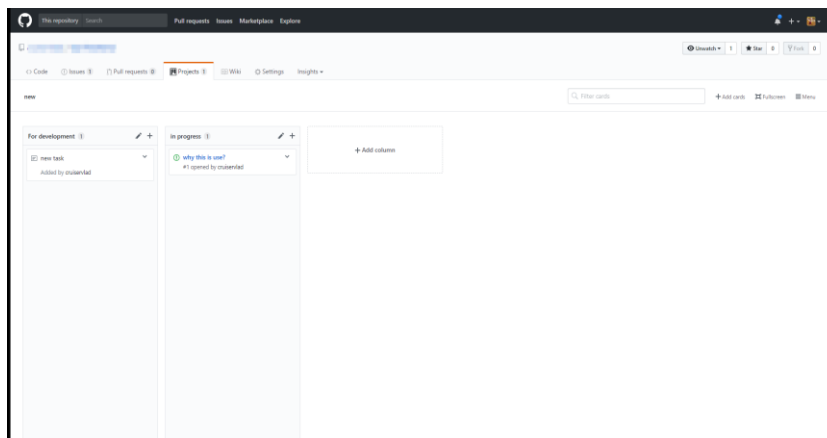 This repository Search Pull requests Issues Marketplace Explore
Unwatch 1 Star 0 Fork 0
Code Issues 1 Pull requests 0 Projects 1 Wiki Settings Insights
new Filter cards + Add cards Fullscreen Menu
For development 1 In progress 1
+ Add column
new task why this is use?
Added by cruiservlad #1 opened by cruiservlad